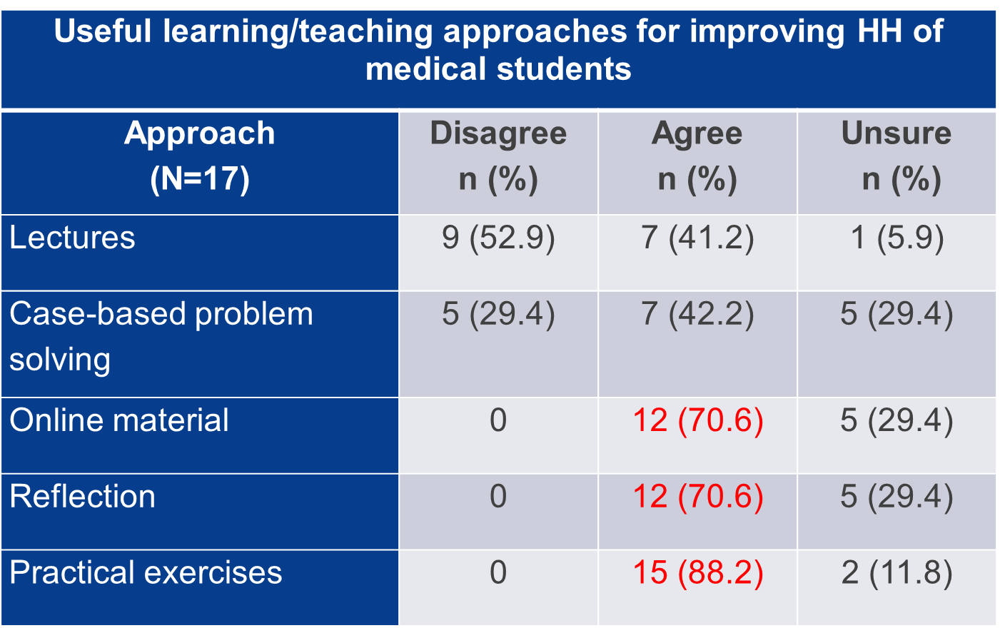 Useful learning/teaching approaches for improving HH of
medical students
Approach
(N=17)
Disagree
n (%)
Agree
n (%)
Unsure
n (%)
Lectures
9 (52.9)
7 (41.2)
1 (5.9)
Case-based problem
solving
5 (29.4)
7 (42.2)
5 (29.4)
Online material
0
12 (70.6)
5 (29.4)
Reflection
0
12 (70.6)
5 (29.4)
Practical exercises
0
15 (88.2)
2 (11.8)